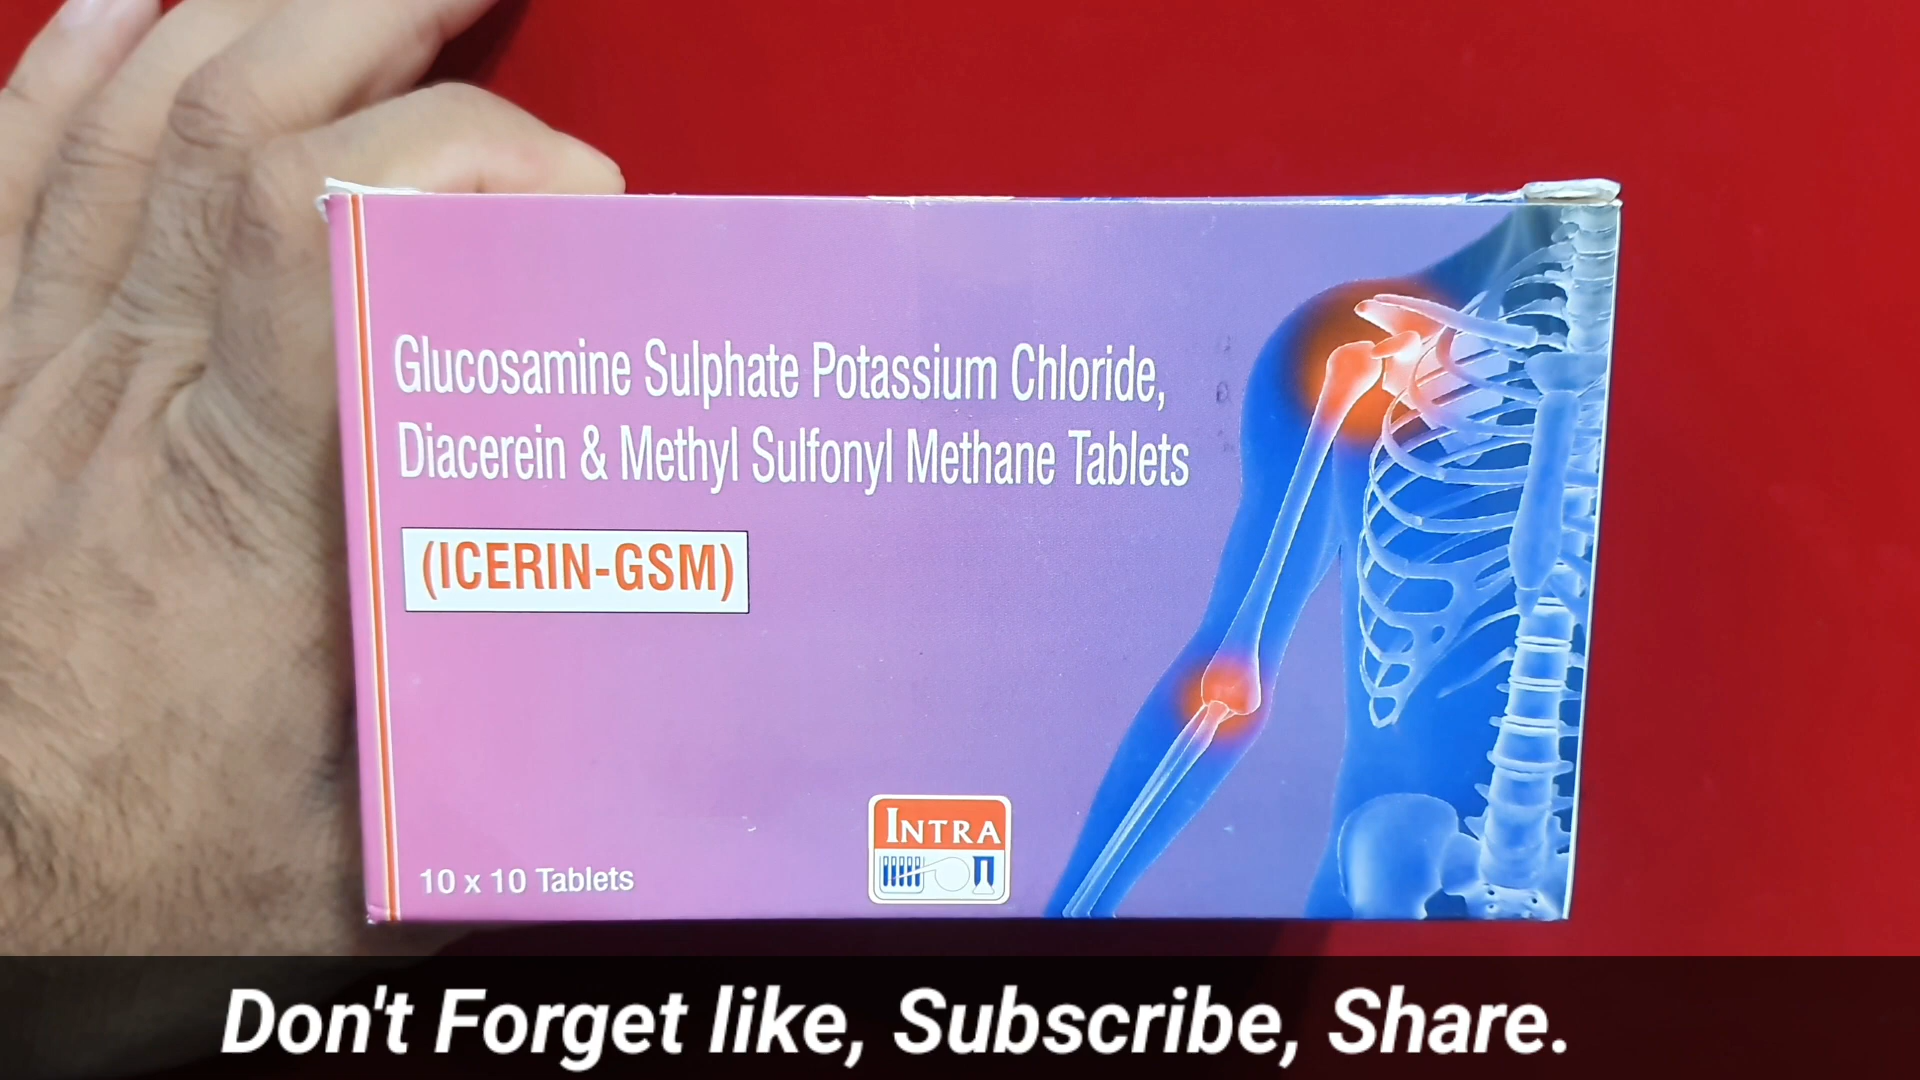 Glucosamine Sulphate Potassium Chloride,
Diacerein & Methyl Sulfonyl Methane Tablets
(ICERIN-GSM)
INTRA
10 x 10 Tablets
Don't Forget like, Subscribe, Share.